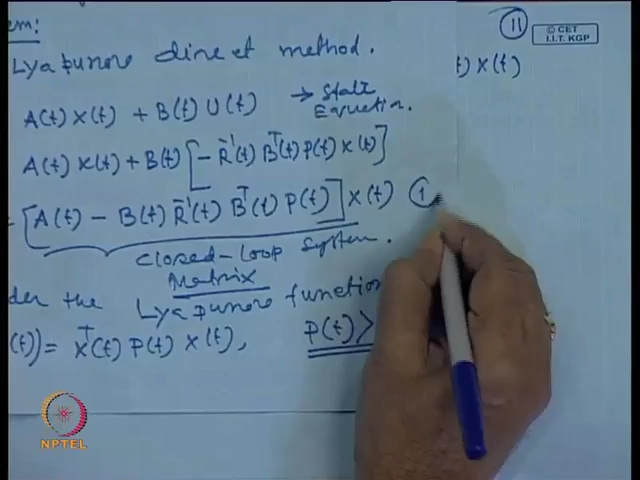 em:
11
© CET
I.I.T. KGP
Lyapunov direct method.
t) X(t)
A(t) X(t) + B(t) U(t) → State Equation.
A(t) X(t) + B(t) [- R⁻¹(t) Bᵀ(t) P(t) X(t)]
= [A(t) - B(t) R⁻¹(t) Bᵀ(t) P(t)] X(t) ①
closed-loop system.
Matrix
der the Lyapunov function
(t)) = Xᵀ(t) P(t) X(t), P(t) >
NPTEL